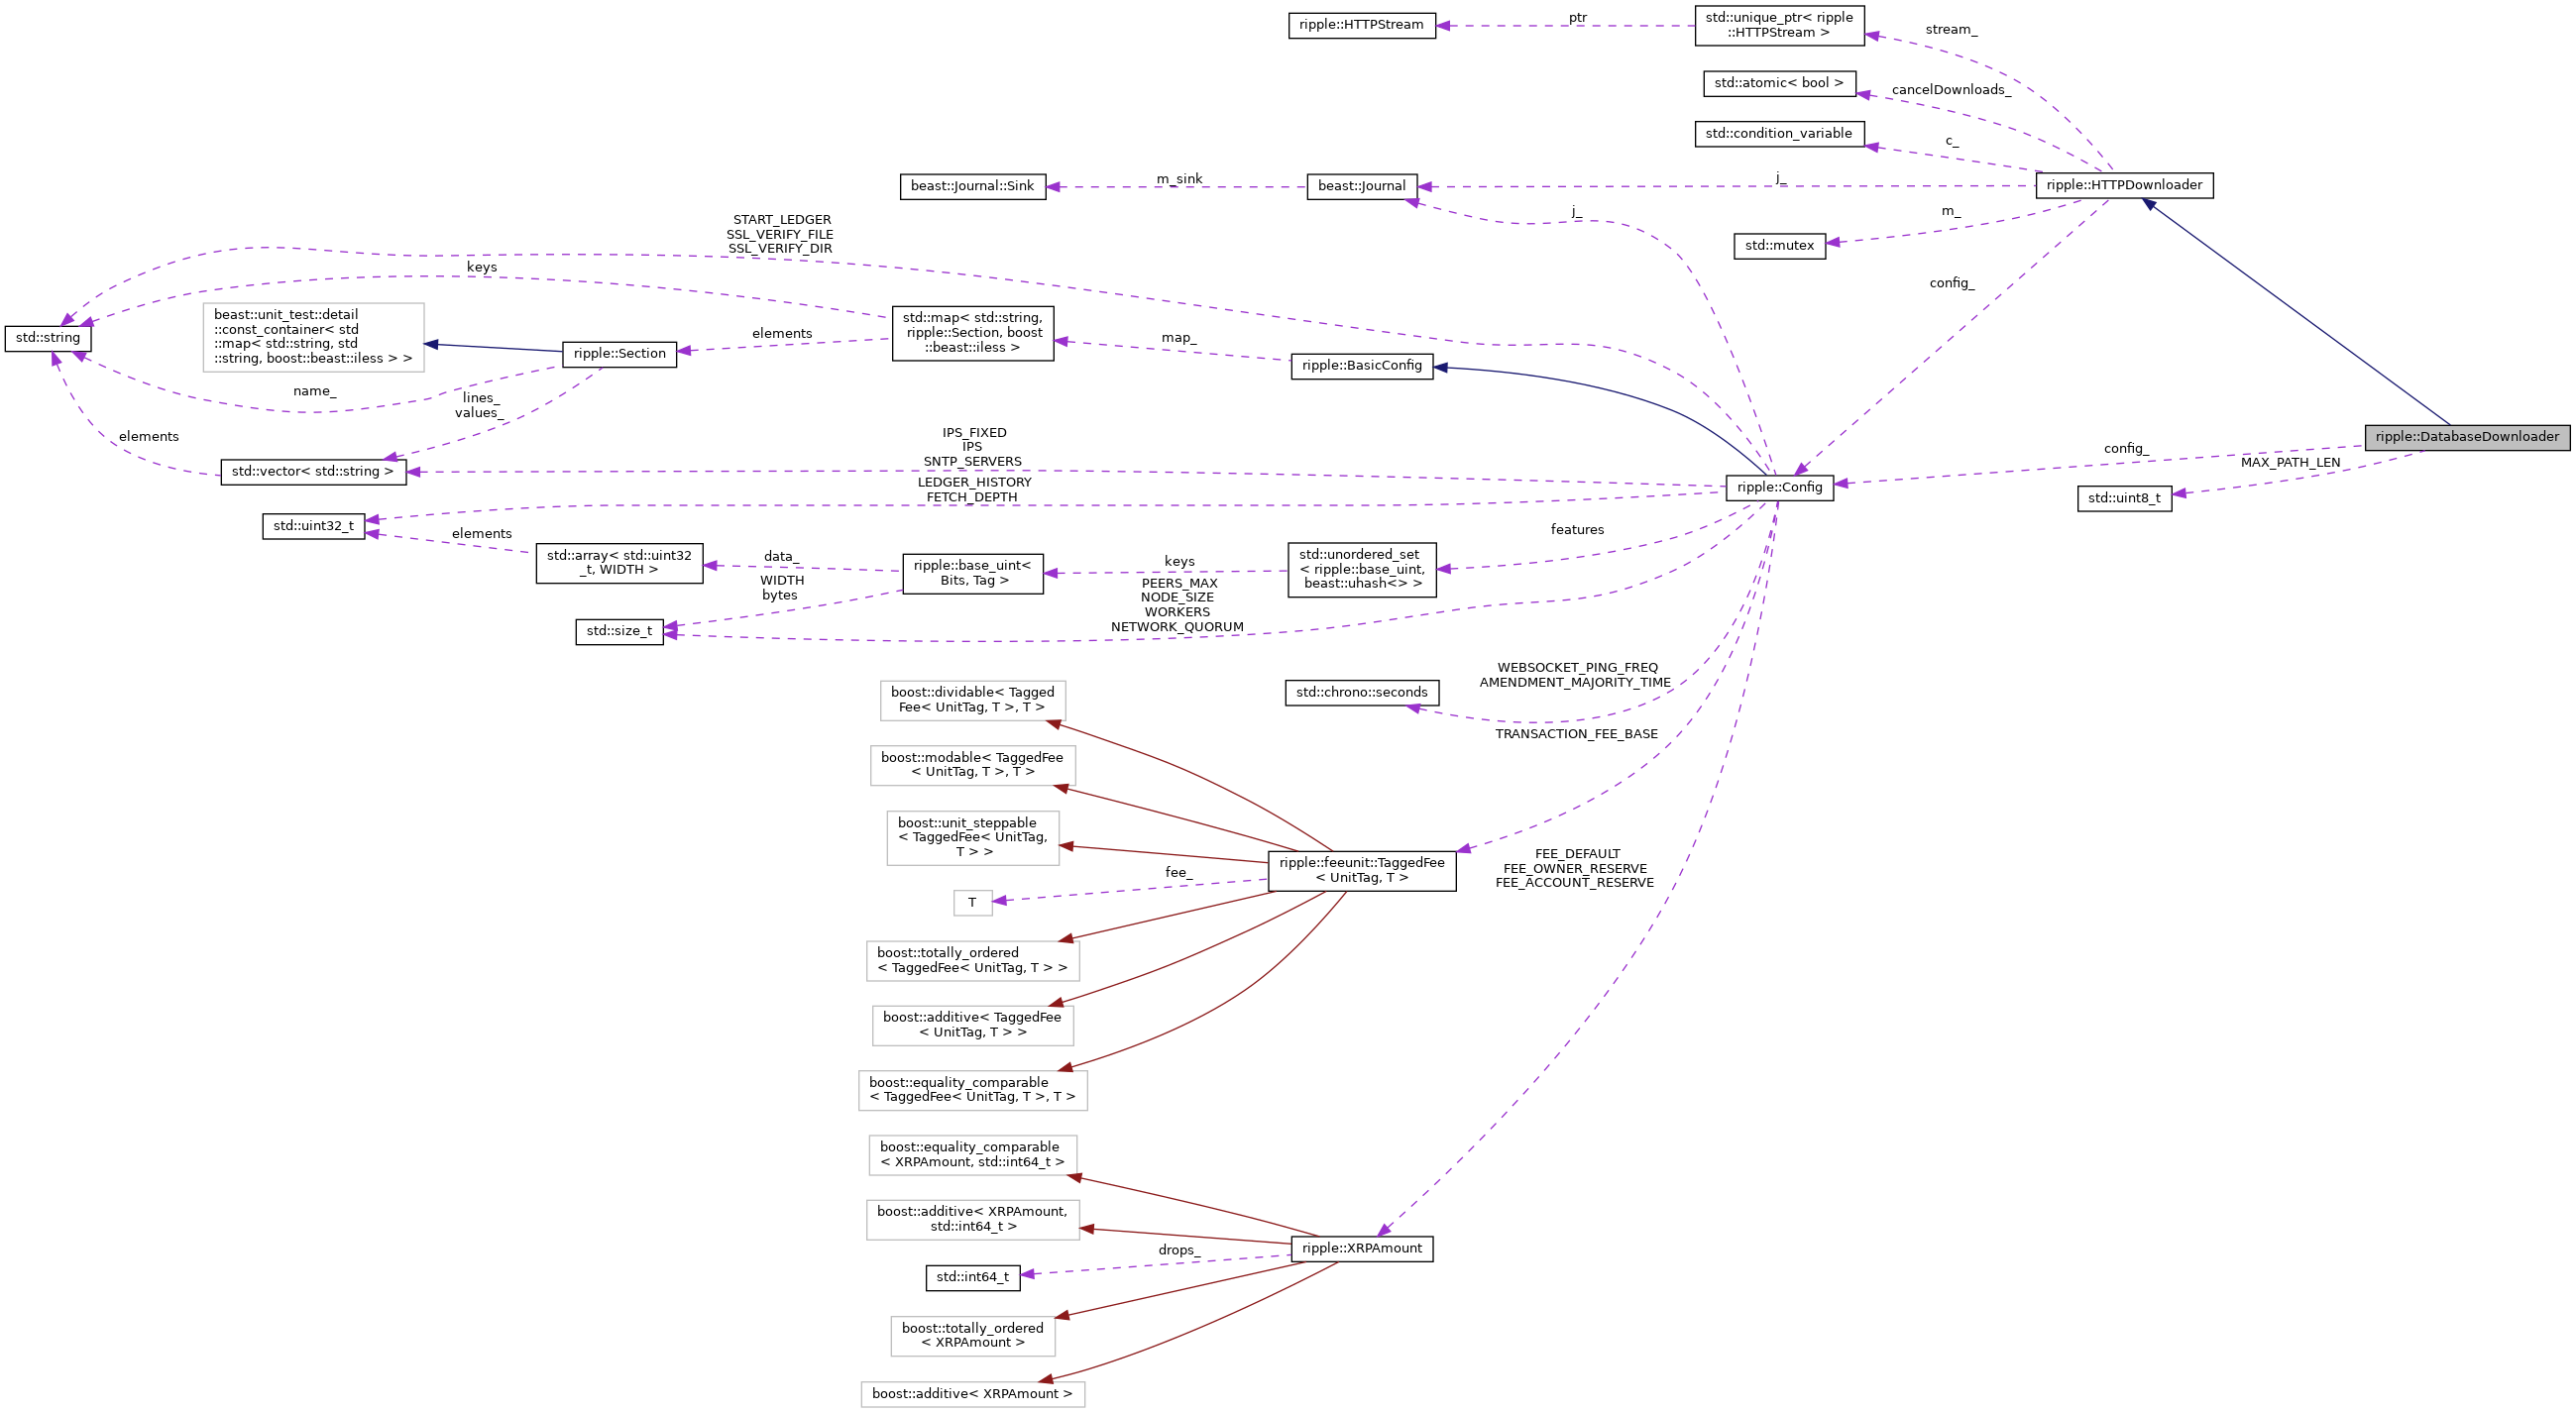 ripple::HTTPStream
ptr
std::unique_ptr< ripple
::HTTPStream >
stream_
std::atomic< bool >
cancelDownloads_
std::condition_variable
c_
beast::Journal::Sink
m_sink
beast::Journal
j_
ripple::HTTPDownloader
j_
m_
std::mutex
START_LEDGER
SSL_VERIFY_FILE
SSL_VERIFY_DIR
keys
config_
beast::unit_test::detail
::const_container< std
::map< std::string, std
::string, boost::beast::iless > >
std::string
ripple::Section
elements
std::map< std::string,
ripple::Section, boost
::beast::iless >
map_
ripple::BasicConfig
name_
lines_
values_
elements
std::vector< std::string >
IPS_FIXED
IPS
SNTP_SERVERS
ripple::DatabaseDownloader
config_
MAX_PATH_LEN
ripple::Config
std::uint8_t
LEDGER_HISTORY
FETCH_DEPTH
std::uint32_t
elements
std::array< std::uint32
_t, WIDTH >
data_
WIDTH
bytes
ripple::base_uint<
Bits, Tag >
keys
std::unordered_set
< ripple::base_uint,
beast::uhash<> >
features
PEERS_MAX
NODE_SIZE
WORKERS
NETWORK_QUORUM
std::size_t
WEBSOCKET_PING_FREQ
AMENDMENT_MAJORITY_TIME
std::chrono::seconds
TRANSACTION_FEE_BASE
boost::dividable< Tagged
Fee< UnitTag, T >, T >
boost::modable< TaggedFee
< UnitTag, T >, T >
boost::unit_steppable
< TaggedFee< UnitTag,
T > >
fee_
T
ripple::feeunit::TaggedFee
< UnitTag, T >
FEE_DEFAULT
FEE_OWNER_RESERVE
FEE_ACCOUNT_RESERVE
boost::totally_ordered
< TaggedFee< UnitTag, T > >
boost::additive< TaggedFee
< UnitTag, T > >
boost::equality_comparable
< TaggedFee< UnitTag, T >, T >
boost::equality_comparable
< XRPAmount, std::int64_t >
boost::additive< XRPAmount,
std::int64_t >
drops_
ripple::XRPAmount
std::int64_t
boost::totally_ordered
< XRPAmount >
boost::additive< XRPAmount >